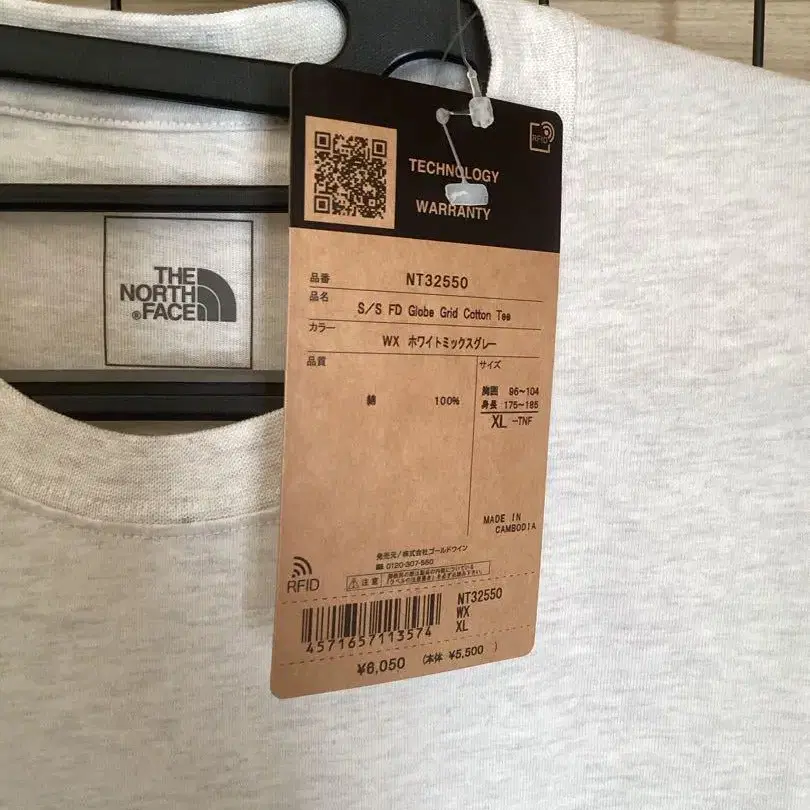 THE
NORTH
FACE
RFID
TECHNOLOGY
WARRANTY
品番 NT32550
品名 S/S FD Globe Grid Cotton Tee
カラー WX ホワイトミックスグレー
品質 サイズ
綿 100%
胸囲 96~104
身長 175~185
XL -TNF
MADE IN
CAMBODIA
発売元/株式会社ゴールドウイン
☎0120-307-560
RFID
⚠注意
NT32550
WX
XL
4571657113574
¥6,050 (本体 ¥5,500 )